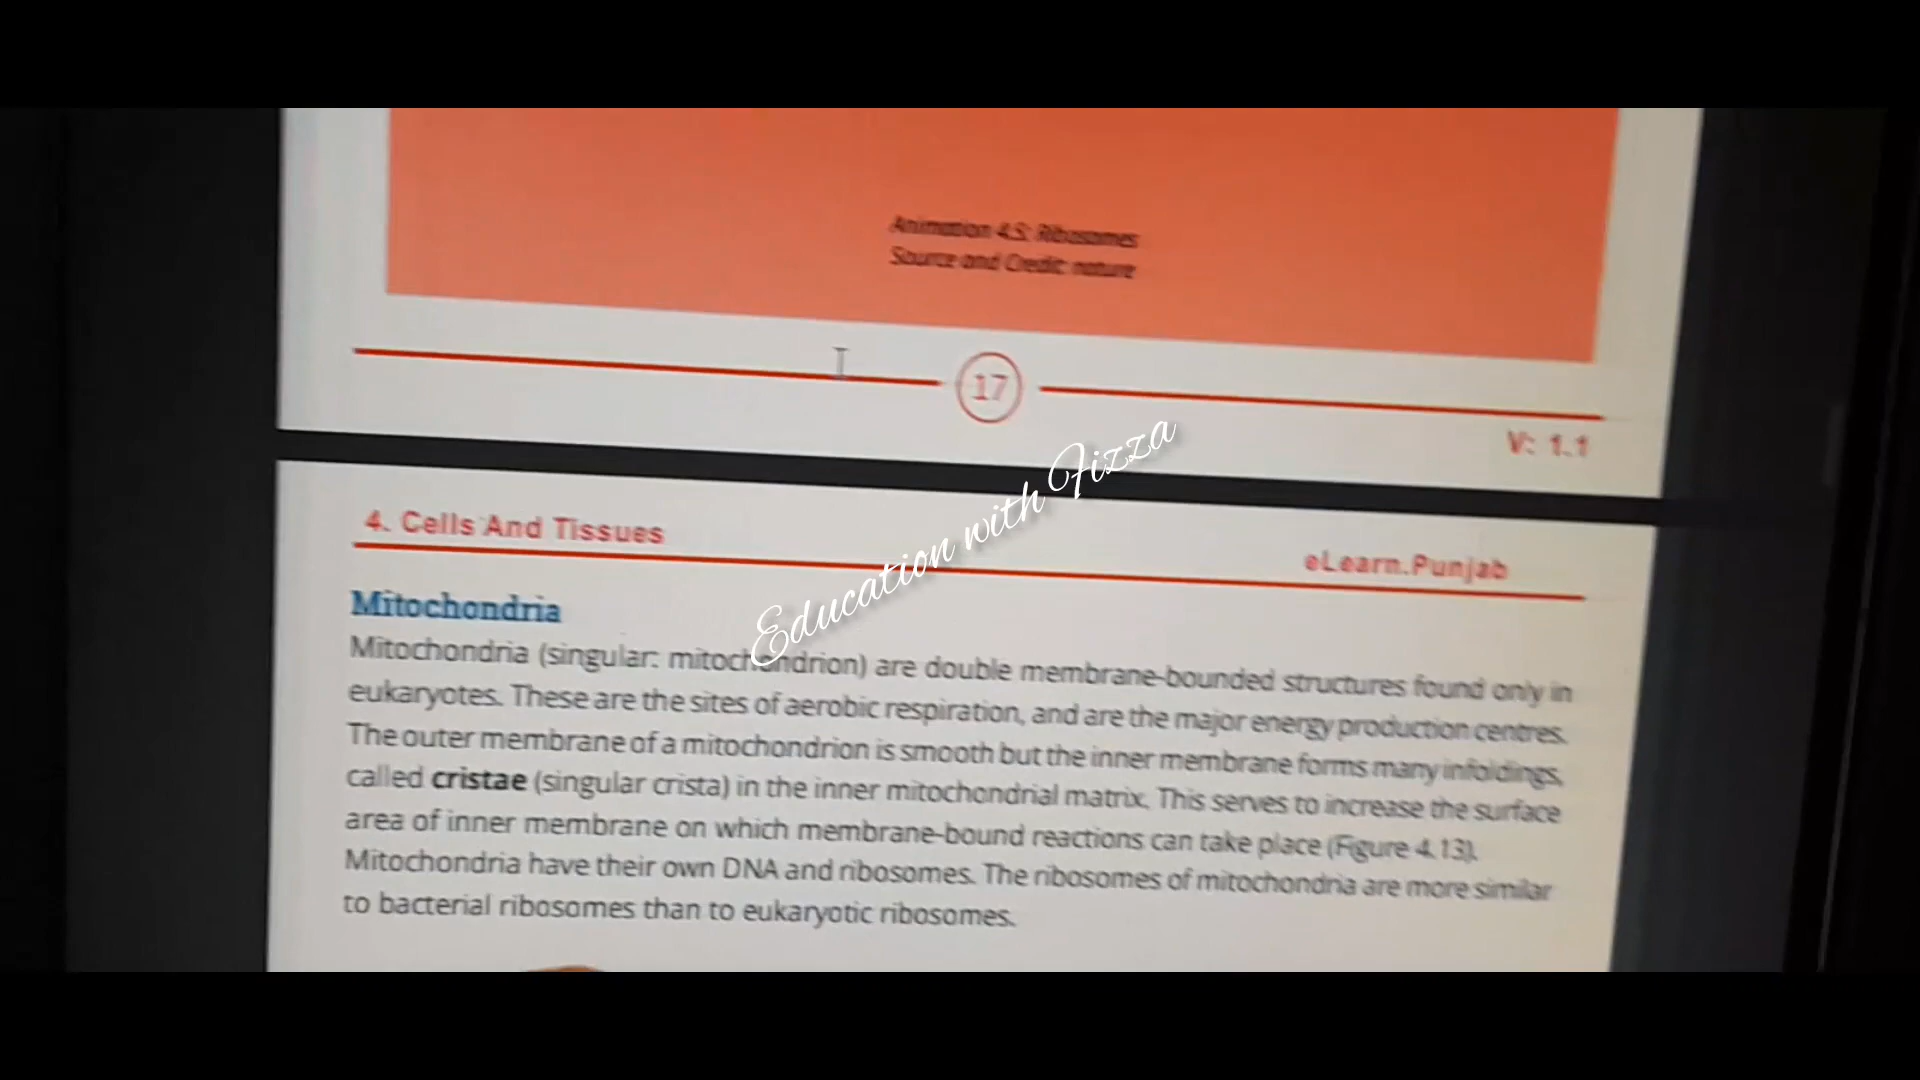 Animation 4.5: Ribosomes
Source and Credit: nature
17
V: 1.1
Education with Fizza
4. Cells And Tissues
eLearn.Punjab
Mitochondria
Mitochondria (singular: mitochondrion) are double membrane-bounded structures found only in
eukaryotes. These are the sites of aerobic respiration, and are the major energy production centres.
The outer membrane of a mitochondrion is smooth but the inner membrane forms many infoldings,
called cristae (singular crista) in the inner mitochondrial matrix. This serves to increase the surface
area of inner membrane on which membrane-bound reactions can take place (Figure 4.13).
Mitochondria have their own DNA and ribosomes. The ribosomes of mitochondria are more similar
to bacterial ribosomes than to eukaryotic ribosomes.